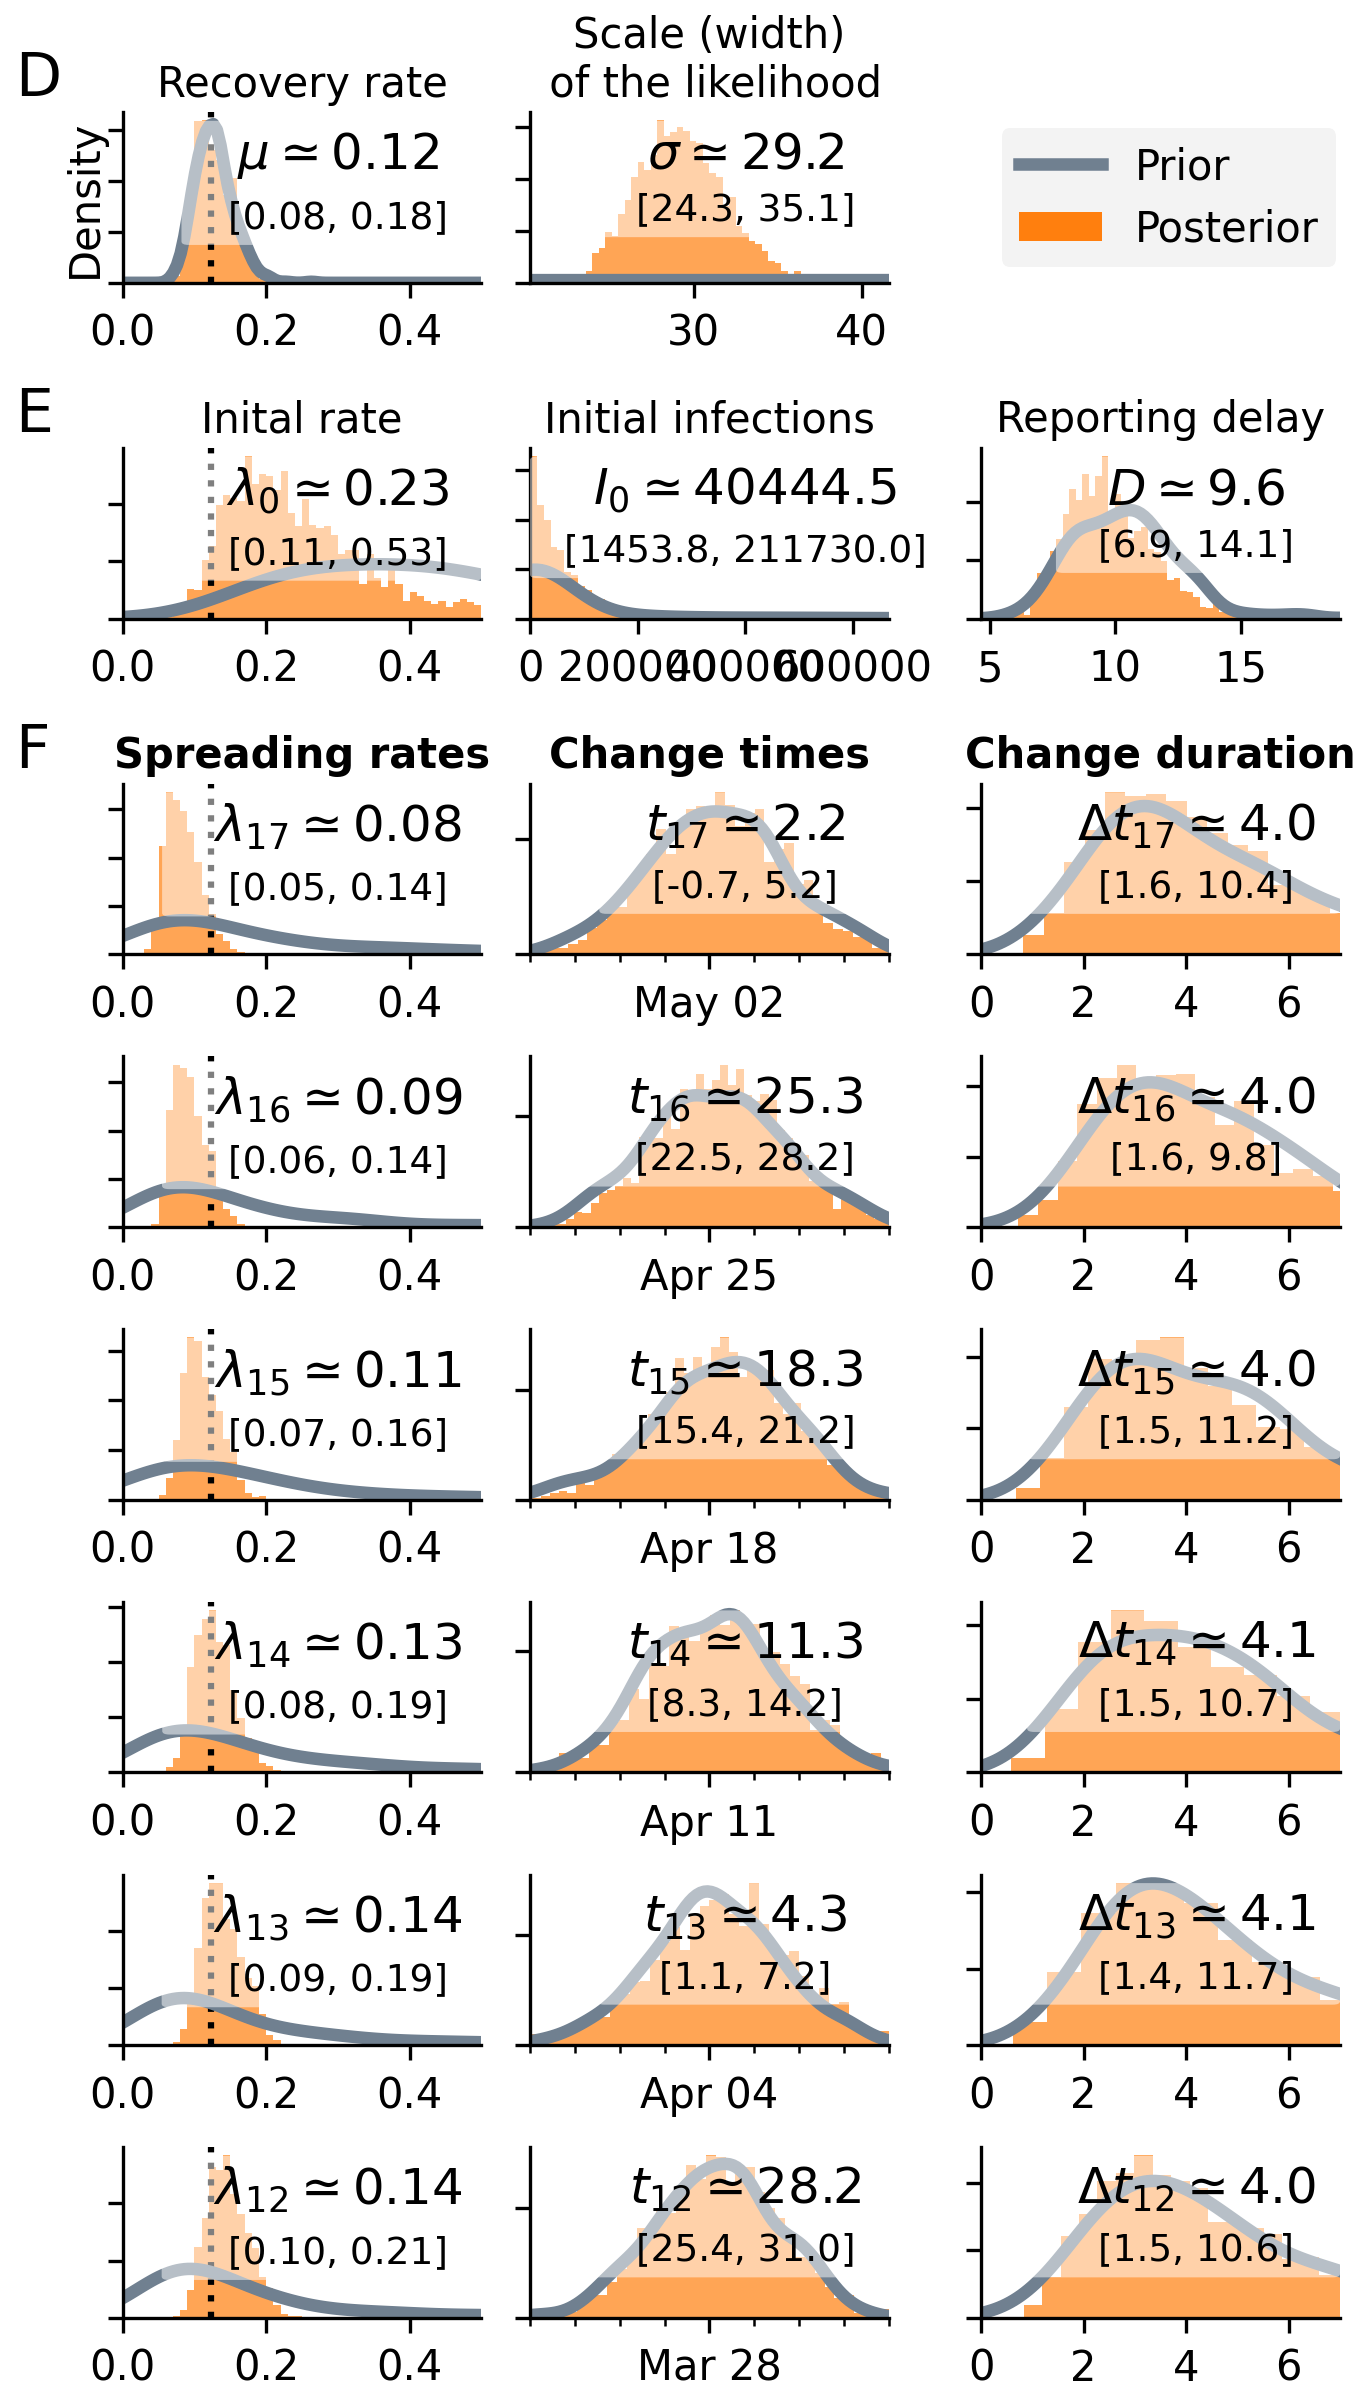 D
Recovery rate
Scale (width)
of the likelihood
Density
μ ≃ 0.12
[0.08, 0.18]
0.0 0.2 0.4
σ ≃ 29.2
[24.3, 35.1]
30 40
Prior
Posterior
E
Inital rate
Initial infections
Reporting delay
λ0 ≃ 0.23
[0.11, 0.53]
0.0 0.2 0.4
I0 ≃ 40444.5
[1453.8, 211730.0]
0 200000 400000 600000
D ≃ 9.6
[6.9, 14.1]
5 10 15
F
Spreading rates
Change times
Change duration
λ17 ≃ 0.08
[0.05, 0.14]
0.0 0.2 0.4
t17 ≃ 2.2
[-0.7, 5.2]
May 02
Δt17 ≃ 4.0
[1.6, 10.4]
0 2 4 6
λ16 ≃ 0.09
[0.06, 0.14]
0.0 0.2 0.4
t16 ≃ 25.3
[22.5, 28.2]
Apr 25
Δt16 ≃ 4.0
[1.6, 9.8]
0 2 4 6
λ15 ≃ 0.11
[0.07, 0.16]
0.0 0.2 0.4
t15 ≃ 18.3
[15.4, 21.2]
Apr 18
Δt15 ≃ 4.0
[1.5, 11.2]
0 2 4 6
λ14 ≃ 0.13
[0.08, 0.19]
0.0 0.2 0.4
t14 ≃ 11.3
[8.3, 14.2]
Apr 11
Δt14 ≃ 4.1
[1.5, 10.7]
0 2 4 6
λ13 ≃ 0.14
[0.09, 0.19]
0.0 0.2 0.4
t13 ≃ 4.3
[1.1, 7.2]
Apr 04
Δt13 ≃ 4.1
[1.4, 11.7]
0 2 4 6
λ12 ≃ 0.14
[0.10, 0.21]
0.0 0.2 0.4
t12 ≃ 28.2
[25.4, 31.0]
Mar 28
Δt12 ≃ 4.0
[1.5, 10.6]
0 2 4 6